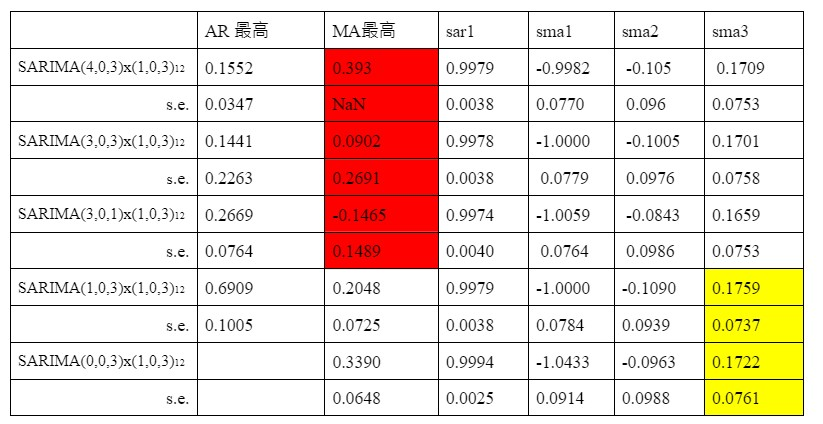 AR 最高 MA最高 sar1 sma1 sma2 sma3
SARIMA(4,0,3)x(1,0,3)12 0.1552 0.393 0.9979 -0.9982 -0.105 0.1709
s.e. 0.0347 NaN 0.0038 0.0770 0.096 0.0753
SARIMA(3,0,3)x(1,0,3)12 0.1441 0.0902 0.9978 -1.0000 -0.1005 0.1701
s.e. 0.2263 0.2691 0.0038 0.0779 0.0976 0.0758
SARIMA(3,0,1)x(1,0,3)12 0.2669 -0.1465 0.9974 -1.0059 -0.0843 0.1659
s.e. 0.0764 0.1489 0.0040 0.0764 0.0986 0.0753
SARIMA(1,0,3)x(1,0,3)12 0.6909 0.2048 0.9979 -1.0000 -0.1090 0.1759
s.e. 0.1005 0.0725 0.0038 0.0784 0.0939 0.0737
SARIMA(0,0,3)x(1,0,3)12 0.3390 0.9994 -1.0433 -0.0963 0.1722
s.e. 0.0648 0.0025 0.0914 0.0988 0.0761